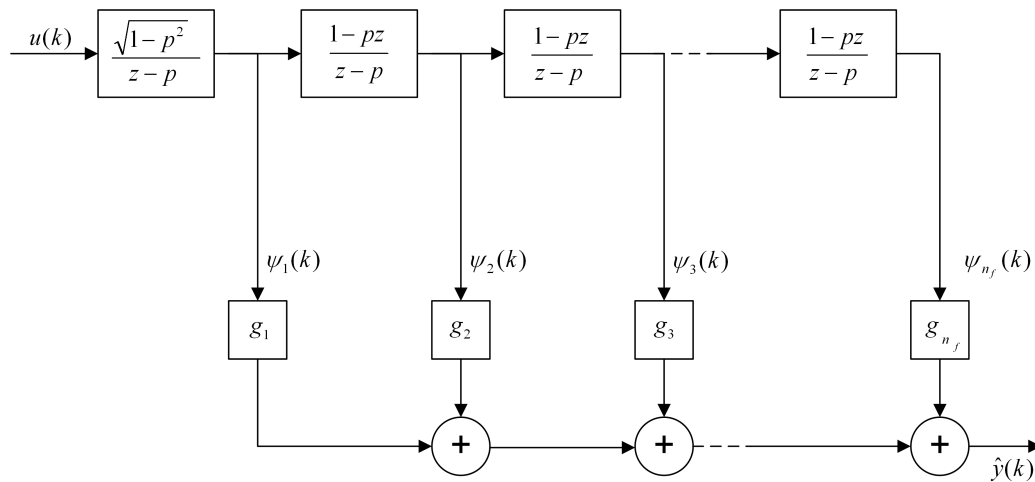 u(k)
√(1−p²) / (z−p)
1−pz / z−p
1−pz / z−p
1−pz / z−p
ψ₁(k)
ψ₂(k)
ψ₃(k)
ψ_{n_f}(k)
g₁
g₂
g₃
g_{n_f}
+
+
+
ŷ(k)